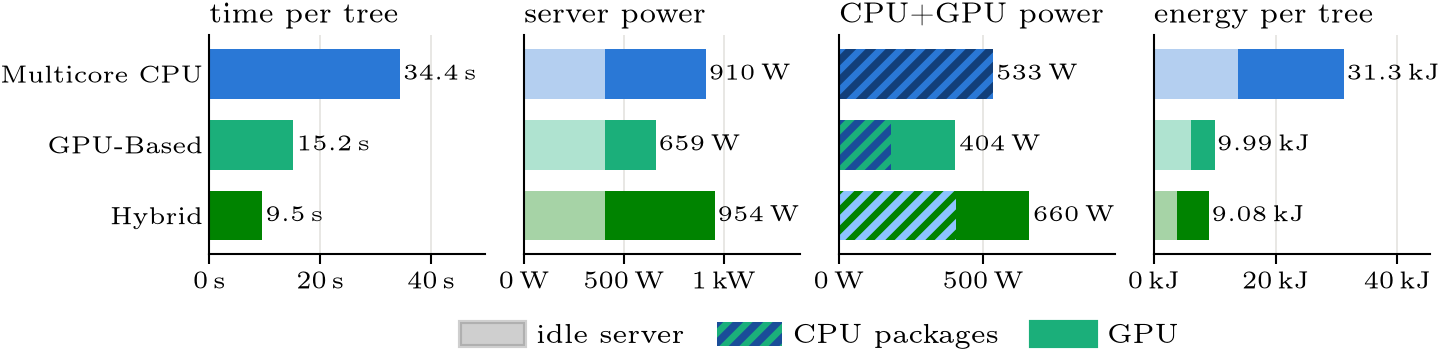 time per tree
server power
CPU+GPU power
energy per tree
Multicore CPU
34.4 s
910 W
533 W
31.3 kJ
GPU-Based
15.2 s
659 W
404 W
9.99 kJ
Hybrid
9.5 s
954 W
660 W
9.08 kJ
0 s
20 s
40 s
0 W
500 W
1 kW
0 W
500 W
0 kJ
20 kJ
40 kJ
idle server
CPU packages
GPU